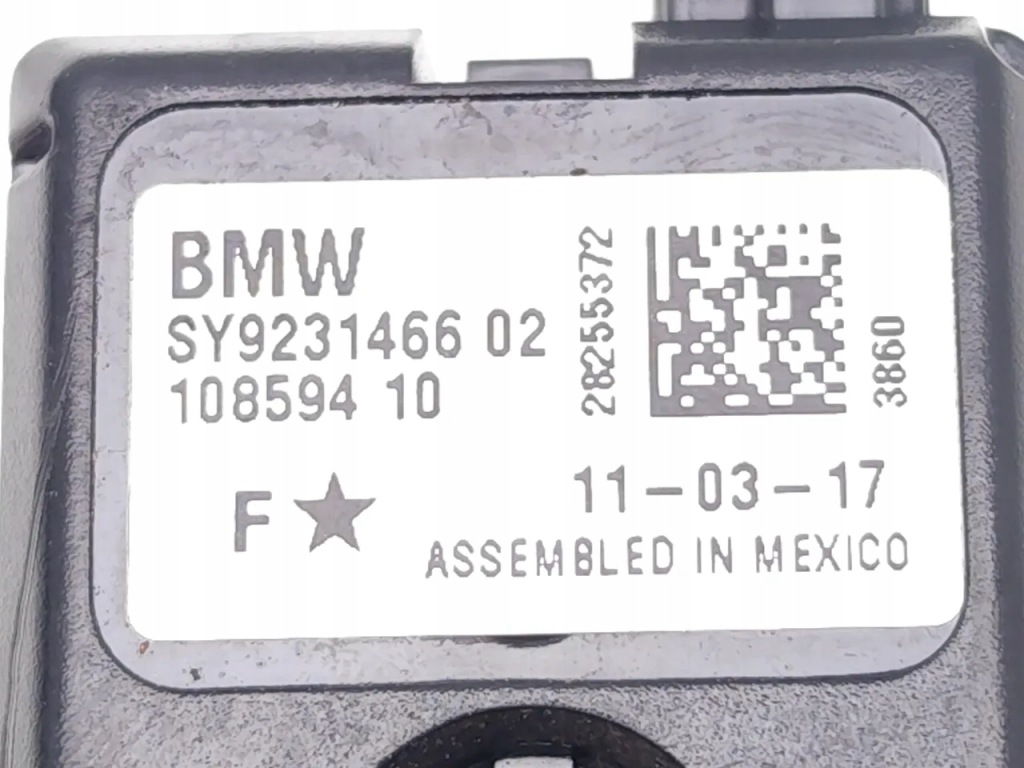 BMW
SY9231466 02
108594 10
28255372
3860
F★
11-03-17
ASSEMBLED IN MEXICO